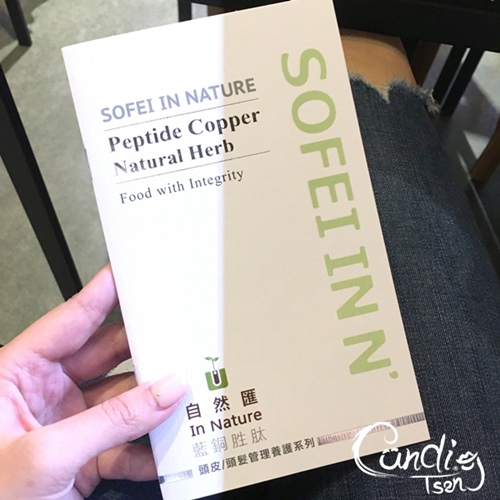 SOFEI IN NATURE
Peptide Copper
Natural Herb
Food with Integrity
SOFEI IN N'
自然匯
In Nature
藍銅胜肽
頭皮/頭髮管理養護系列
Candice
Tsen